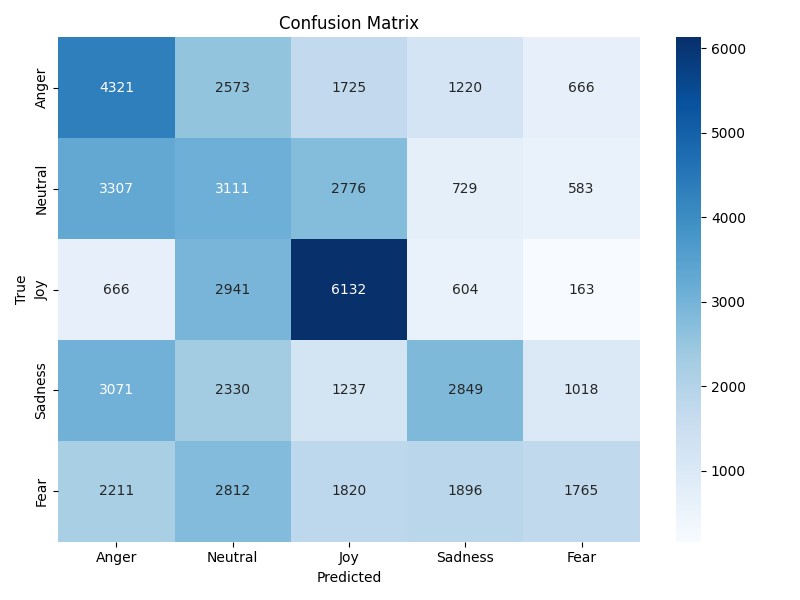 Confusion Matrix
True
Anger 4321 2573 1725 1220 666
Neutral 3307 3111 2776 729 583
Joy 666 2941 6132 604 163
Sadness 3071 2330 1237 2849 1018
Fear 2211 2812 1820 1896 1765
Anger Neutral Joy Sadness Fear
Predicted
6000
5000
4000
3000
2000
1000